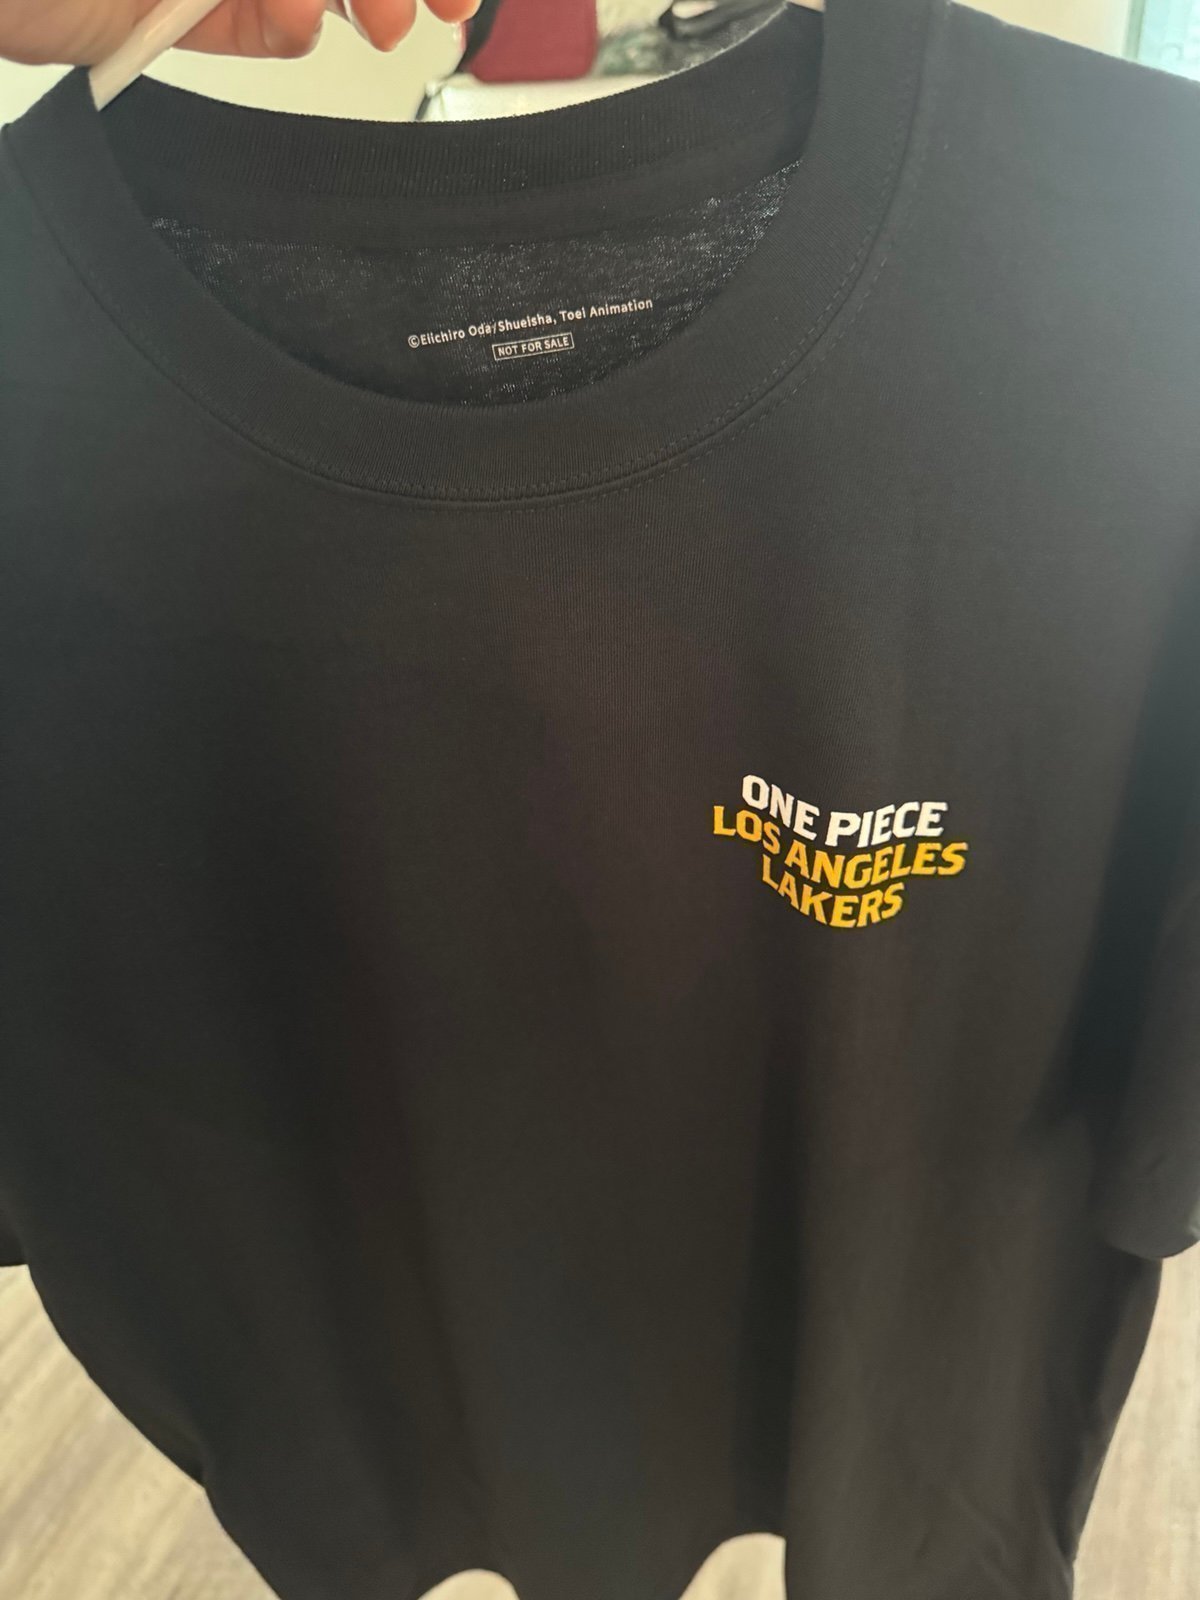 ©Eiichiro Oda/Shueisha, Toei Animation
NOT FOR SALE
ONE PIECE
LOS ANGELES
LAKERS